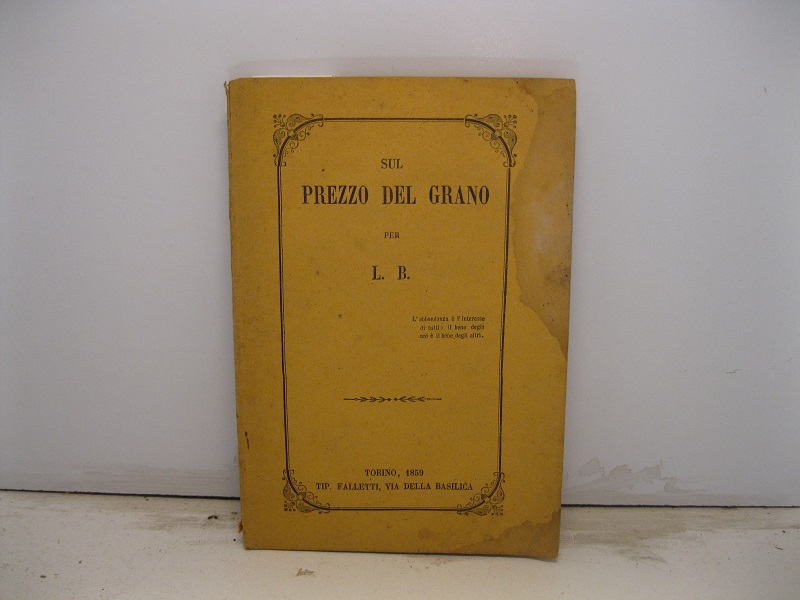 SUL
PREZZO DEL GRANO
PER
L. B.
L'abbondanza è l'interesse
di tutti: il bene degli
uni è il bene degli altri.
TORINO, 1859
TIP. FALLETTI, VIA DELLA BASILICA